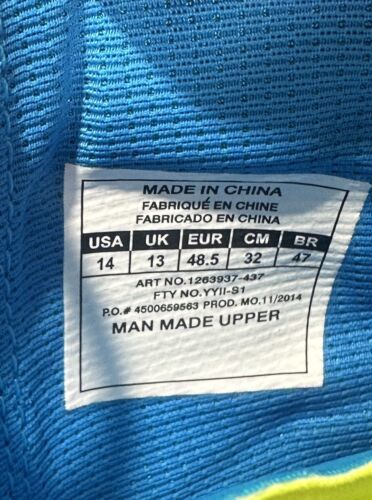 MADE IN CHINA
FABRIQUÉ EN CHINE
FABRICADO EN CHINA
USA UK EUR CM BR
14 13 48.5 32 47
ART NO.1263937-437
FTY NO.YYII-S1
P.O.# 4500659563 PROD. MO.11/2014
MAN MADE UPPER